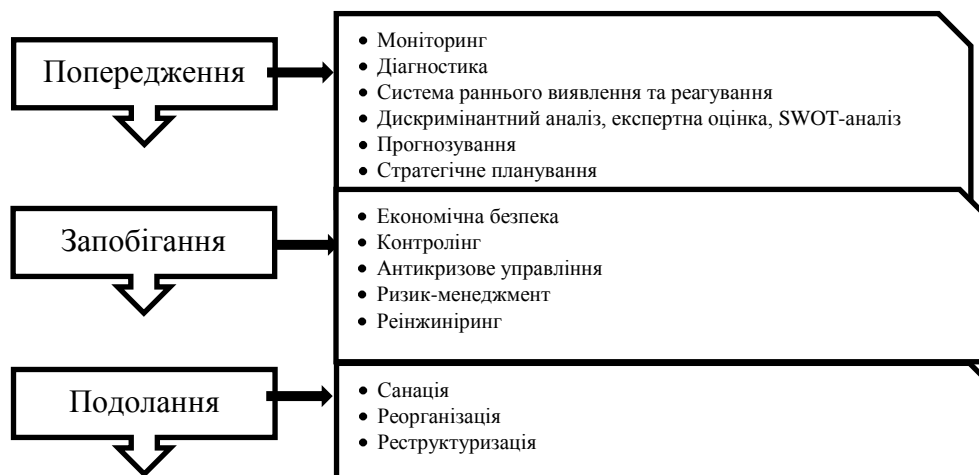 Попередження
• Моніторинг
• Діагностика
• Система раннього виявлення та реагування
• Дискримінантний аналіз, експертна оцінка, SWOT-аналіз
• Прогнозування
• Стратегічне планування
Запобігання
• Економічна безпека
• Контролінг
• Антикризове управління
• Ризик-менеджмент
• Реінжиніринг
Подолання
• Санація
• Реорганізація
• Реструктуризація